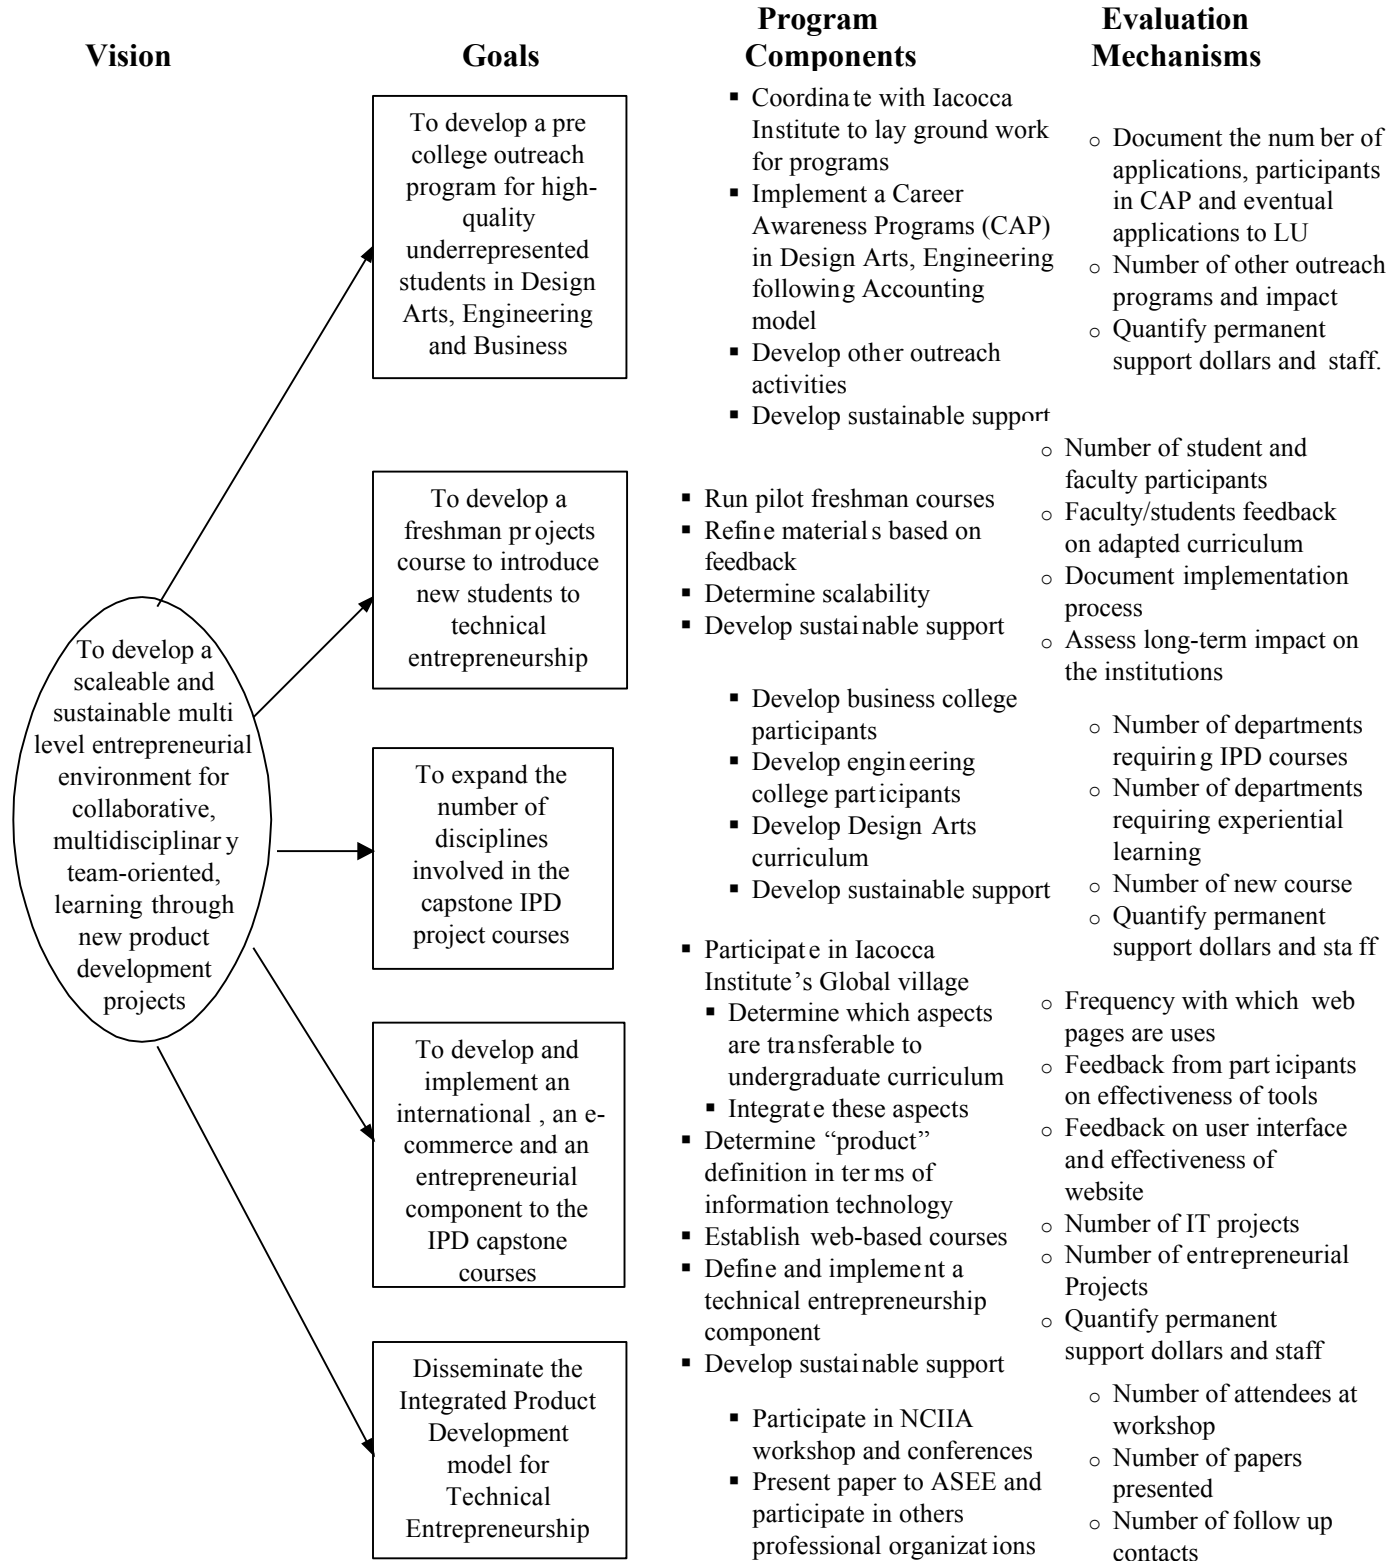 Vision
Goals
Program
Components
Evaluation
Mechanisms
To develop a
scaleable and
sustainable multi
level entrepreneurial
environment for
collaborative,
multidisciplinary
team-oriented,
learning through
new product
development
projects
To develop a pre
college outreach
program for high-
quality
underrepresented
students in Design
Arts, Engineering
and Business
▪ Coordinate with Iacocca
Institute to lay ground work
for programs
▪ Implement a Career
Awareness Programs (CAP)
in Design Arts, Engineering
following Accounting
model
▪ Develop other outreach
activities
▪ Develop sustainable support
○ Document the number of
applications, participants
in CAP and eventual
applications to LU
○ Number of other outreach
programs and impact
○ Quantify permanent
support dollars and staff.
To develop a
freshman projects
course to introduce
new students to
technical
entrepreneurship
▪ Run pilot freshman courses
▪ Refine materials based on
feedback
▪ Determine scalability
▪ Develop sustainable support
○ Number of student and
faculty participants
○ Faculty/students feedback
on adapted curriculum
○ Document implementation
process
○ Assess long-term impact on
the institutions
To expand the
number of
disciplines
involved in the
capstone IPD
project courses
▪ Develop business college
participants
▪ Develop engineering
college participants
▪ Develop Design Arts
curriculum
▪ Develop sustainable support
○ Number of departments
requiring IPD courses
○ Number of departments
requiring experiential
learning
○ Number of new course
○ Quantify permanent
support dollars and staff
To develop and
implement an
international , an e-
commerce and an
entrepreneurial
component to the
IPD capstone
courses
▪ Participate in Iacocca
Institute’s Global village
▪ Determine which aspects
are transferable to
undergraduate curriculum
▪ Integrate these aspects
▪ Determine “product”
definition in terms of
information technology
▪ Establish web-based courses
▪ Define and implement a
technical entrepreneurship
component
▪ Develop sustainable support
○ Frequency with which web
pages are uses
○ Feedback from participants
on effectiveness of tools
○ Feedback on user interface
and effectiveness of
website
○ Number of IT projects
○ Number of entrepreneurial
Projects
○ Quantify permanent
support dollars and staff
Disseminate the
Integrated Product
Development
model for
Technical
Entrepreneurship
▪ Participate in NCIIA
workshop and conferences
▪ Present paper to ASEE and
participate in others
professional organizations
○ Number of attendees at
workshop
○ Number of papers
presented
○ Number of follow up
contacts